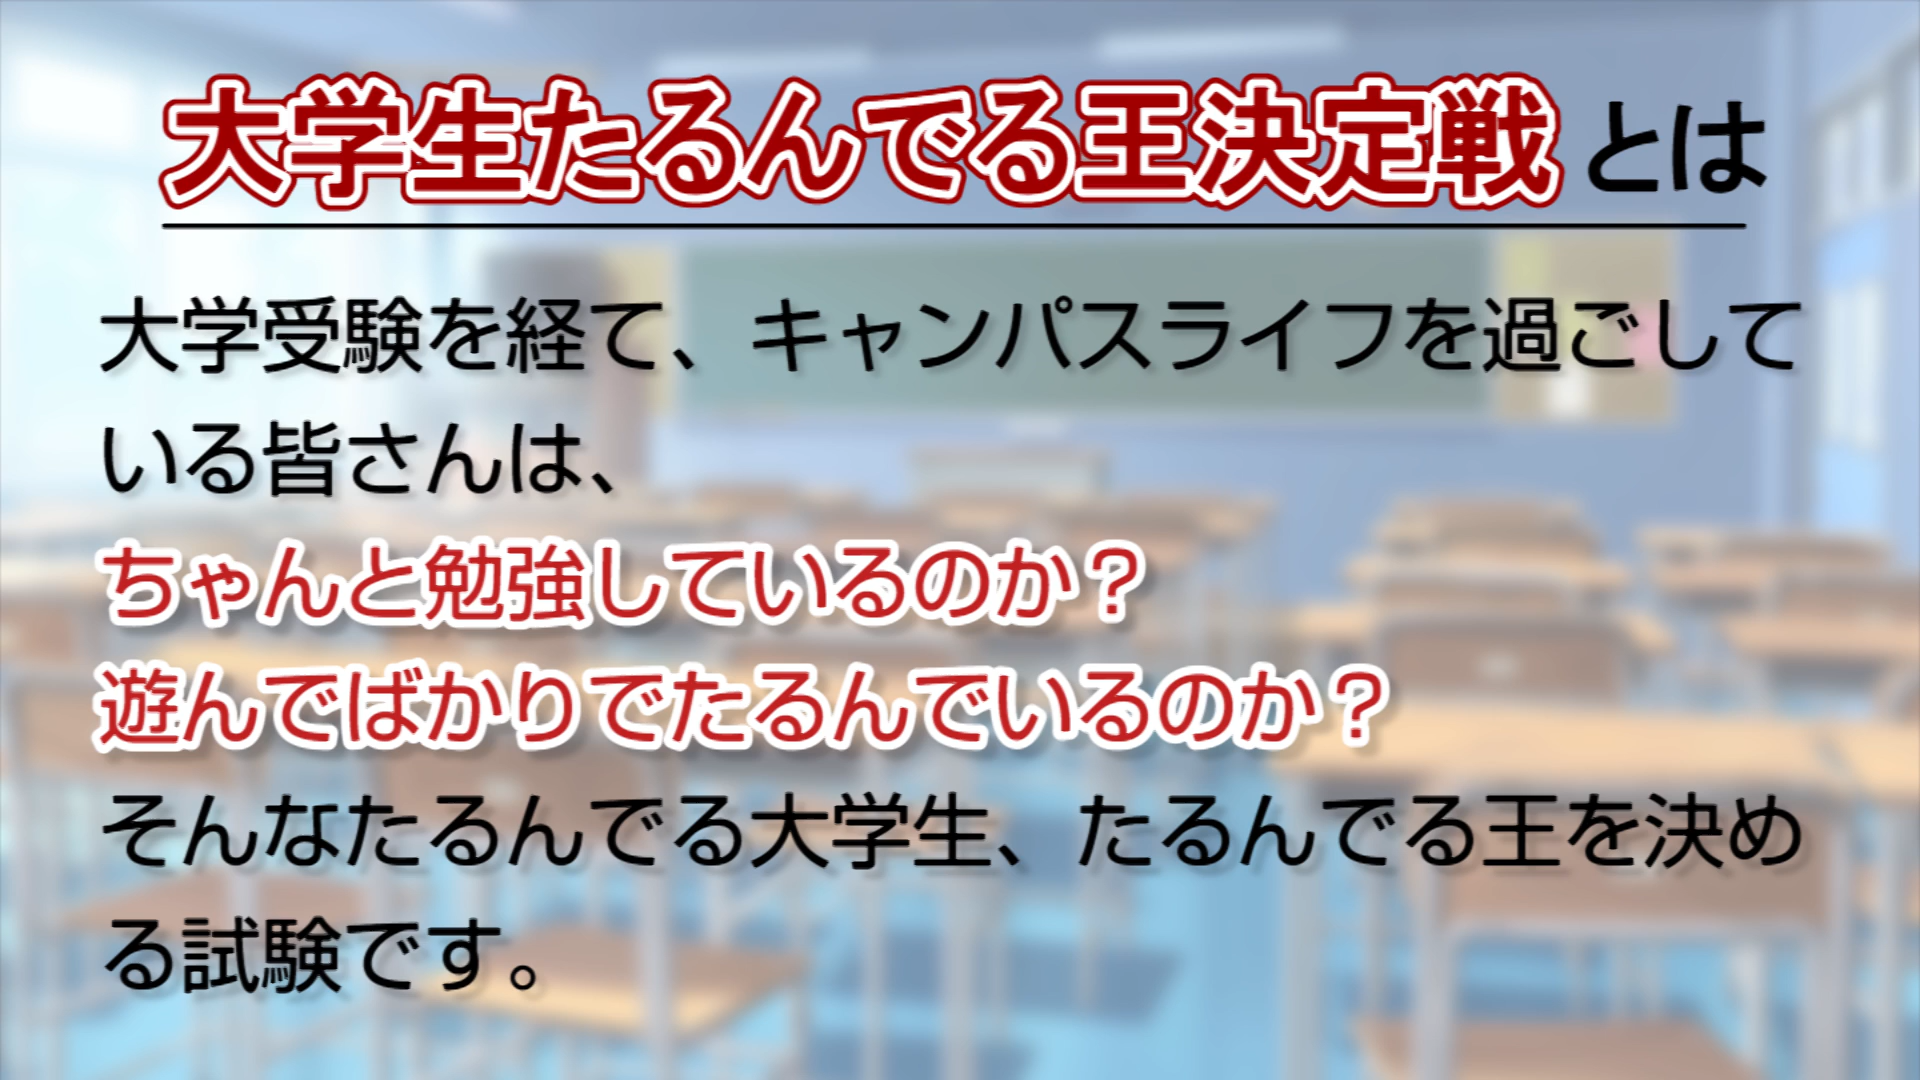 大学生たるんでる王決定戦とは
大学受験を経て、キャンパスライフを過ごして
いる皆さんは、
ちゃんと勉強しているのか？
遊んでばかりでたるんでいるのか？
そんなたるんでる大学生、たるんでる王を決め
る試験です。